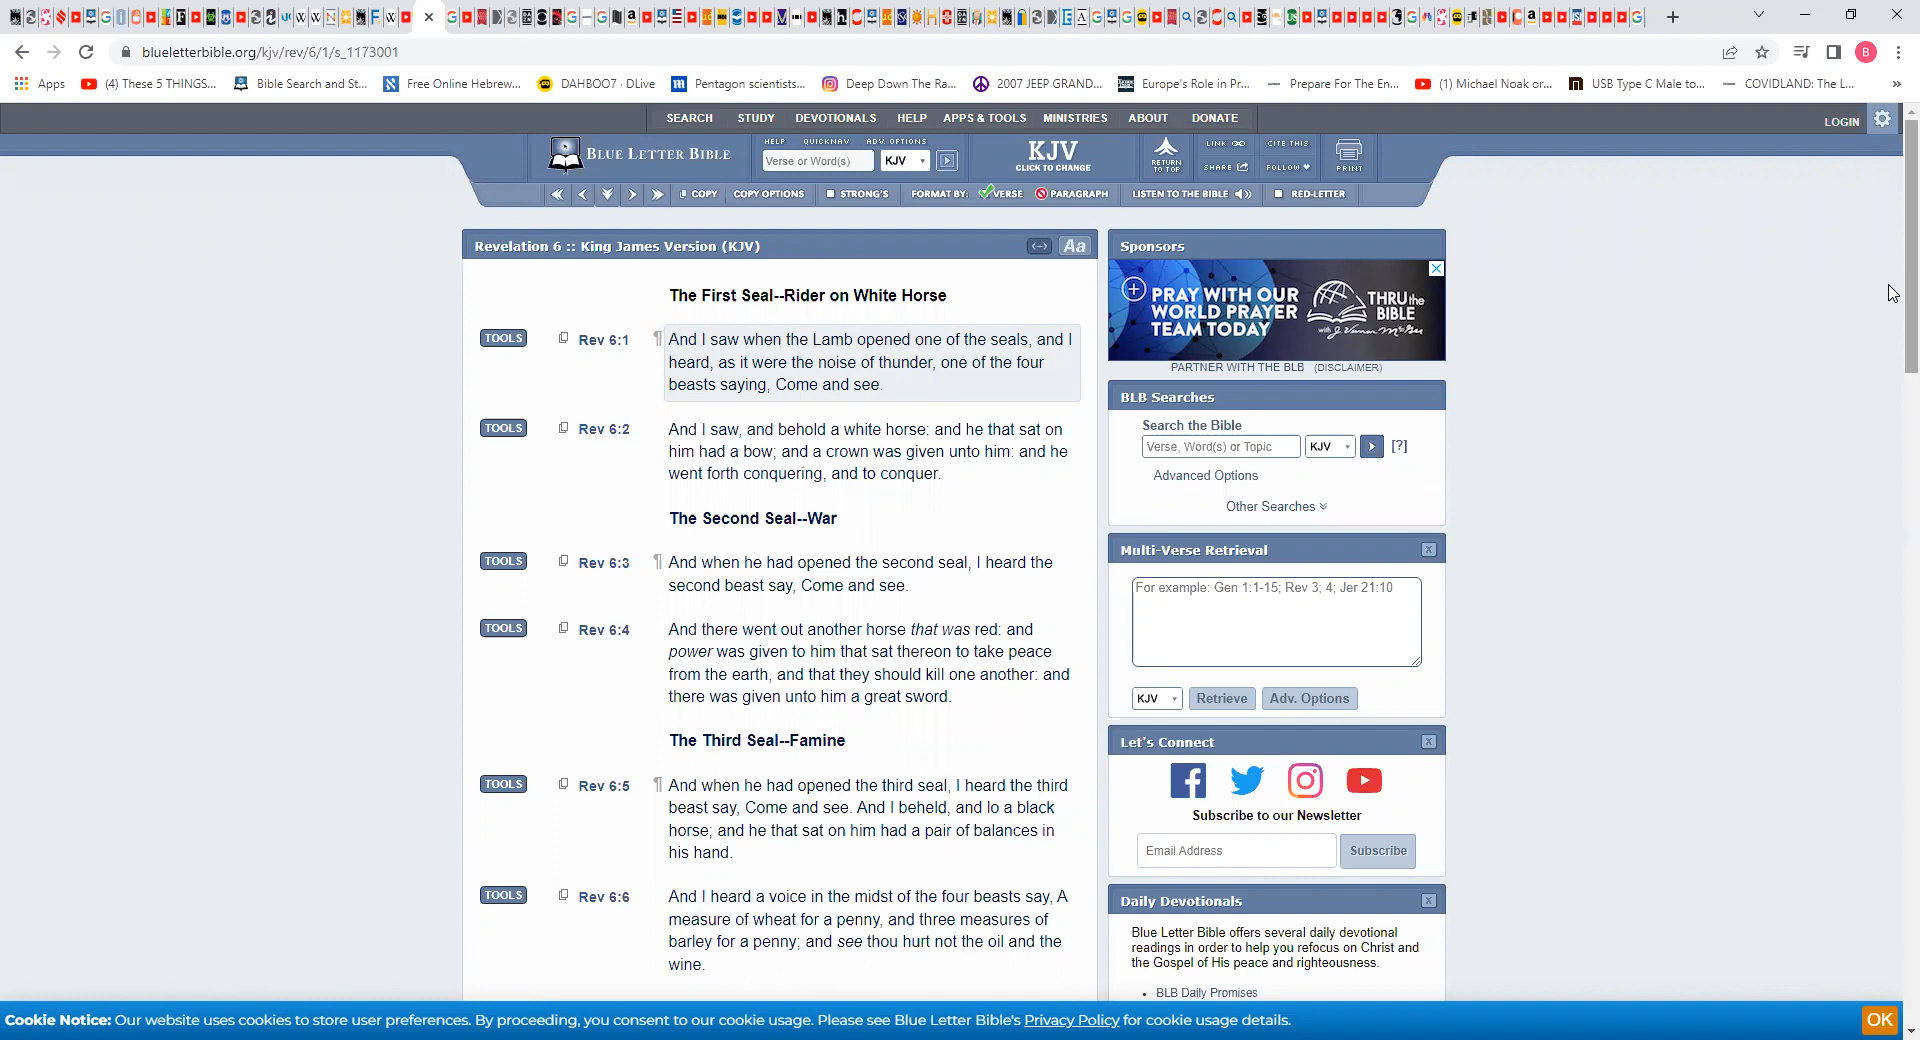 blueletterbible.org/kjv/rev/6/1/s_1173001
B
Apps
(4) These 5 THINGS...
Bible Search and St...
Free Online Hebrew...
DAHBOO7 · DLive
Pentagon scientists...
Deep Down The Ra...
2007 JEEP GRAND...
Europe's Role in Pr...
Prepare For The En...
(1) Michael Noak or...
USB Type C Male to...
COVIDLAND: The L...
SEARCH STUDY DEVOTIONALS HELP APPS & TOOLS MINISTRIES ABOUT DONATE
LOGIN
BLUE LETTER BIBLE
HELP QUICKNAV ADV. OPTIONS
Verse or Word(s)
KJV
KJV
CLICK TO CHANGE
RETURN
TO TOP
LINK
SHARE
CITE THIS
FOLLOW
PRINT
COPY COPY OPTIONS STRONG'S FORMAT BY: VERSE PARAGRAPH LISTEN TO THE BIBLE RED-LETTER
Revelation 6 :: King James Version (KJV)
Aa
The First Seal--Rider on White Horse
TOOLS Rev 6:1 ¶ And I saw when the Lamb opened one of the seals, and I
heard, as it were the noise of thunder, one of the four
beasts saying, Come and see.
TOOLS Rev 6:2 And I saw, and behold a white horse: and he that sat on
him had a bow; and a crown was given unto him: and he
went forth conquering, and to conquer.
The Second Seal--War
TOOLS Rev 6:3 ¶ And when he had opened the second seal, I heard the
second beast say, Come and see.
TOOLS Rev 6:4 And there went out another horse that was red: and
power was given to him that sat thereon to take peace
from the earth, and that they should kill one another: and
there was given unto him a great sword.
The Third Seal--Famine
TOOLS Rev 6:5 ¶ And when he had opened the third seal, I heard the third
beast say, Come and see. And I beheld, and lo a black
horse; and he that sat on him had a pair of balances in
his hand.
TOOLS Rev 6:6 And I heard a voice in the midst of the four beasts say, A
measure of wheat for a penny, and three measures of
barley for a penny; and see thou hurt not the oil and the
wine.
Sponsors
PRAY WITH OUR
WORLD PRAYER
TEAM TODAY
THRU the
BIBLE
with J. Vernon McGee
PARTNER WITH THE BLB (DISCLAIMER)
BLB Searches
Search the Bible
Verse, Word(s) or Topic
KJV
[?]
Advanced Options
Other Searches
Multi-Verse Retrieval
For example: Gen 1:1-15; Rev 3; 4; Jer 21:10
KJV
Retrieve
Adv. Options
Let's Connect
Subscribe to our Newsletter
Email Address
Subscribe
Daily Devotionals
Blue Letter Bible offers several daily devotional
readings in order to help you refocus on Christ and
the Gospel of His peace and righteousness.
• BLB Daily Promises
Cookie Notice: Our website uses cookies to store user preferences. By proceeding, you consent to our cookie usage. Please see Blue Letter Bible's Privacy Policy for cookie usage details.
OK